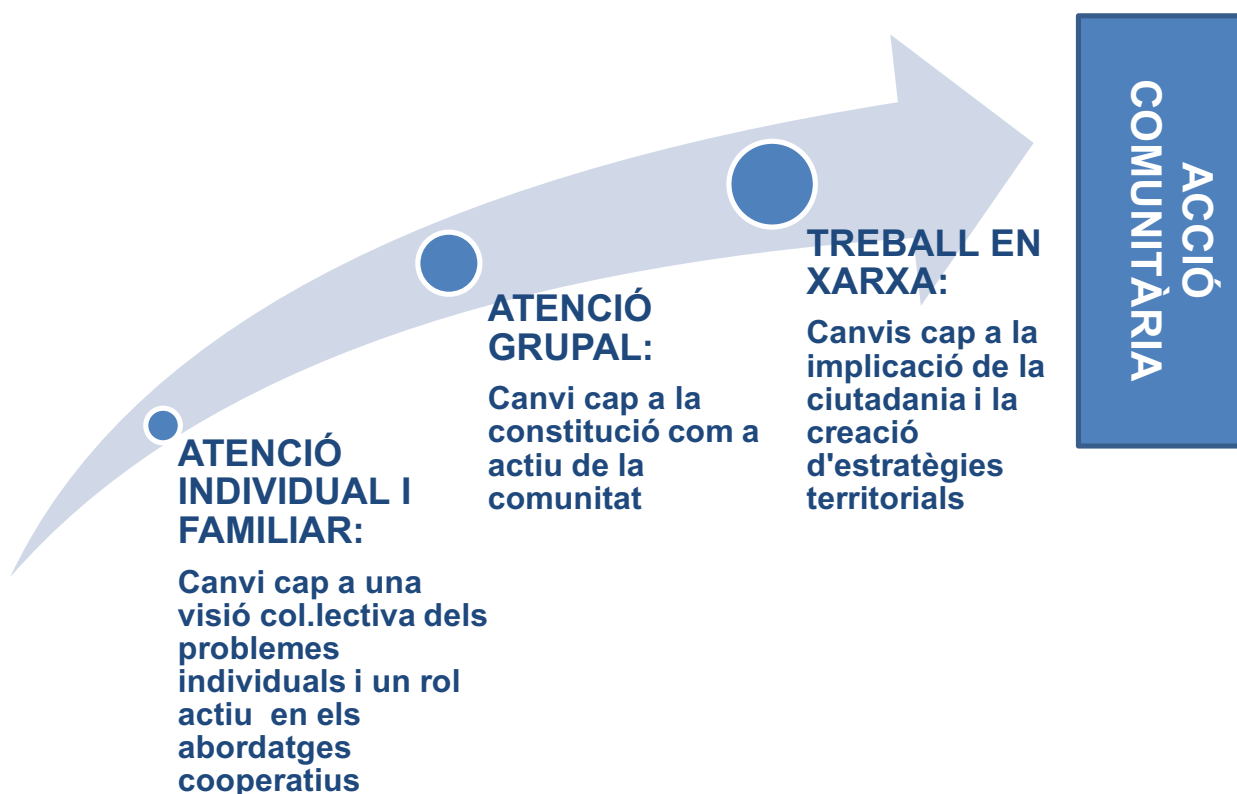 ATENCIÓ
INDIVIDUAL I
FAMILIAR:
Canvi cap a una
visió col.lectiva dels
problemes
individuals i un rol
actiu  en els
abordatges
cooperatius
ATENCIÓ
GRUPAL:
Canvi cap a la
constitució com a
actiu de la
comunitat
TREBALL EN
XARXA:
Canvis cap a la
implicació de la
ciutadania i la
creació
d'estratègies
territorials
ACCIÓ
COMUNITÀRIA